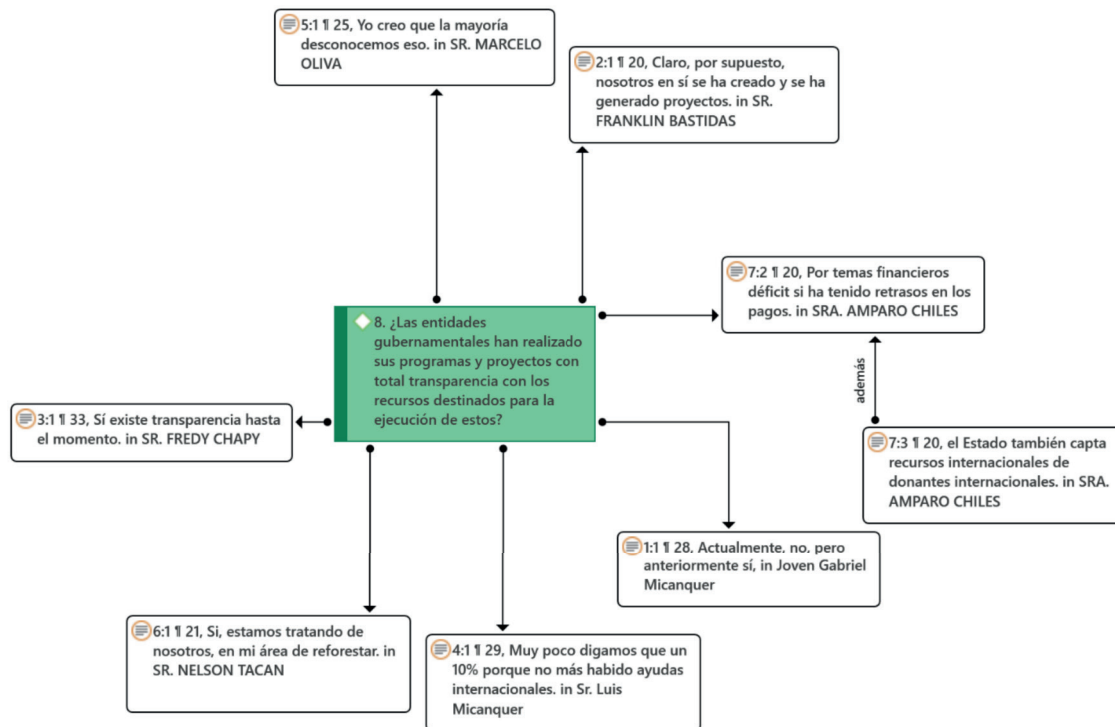 5:1 ¶ 25, Yo creo que la mayoría
desconocemos eso. in SR. MARCELO
OLIVA
2:1 ¶ 20, Claro, por supuesto,
nosotros en sí se ha creado y se ha
generado proyectos. in SR.
FRANKLIN BASTIDAS
7:2 ¶ 20, Por temas financieros
déficit si ha tenido retrasos en los
pagos. in SRA. AMPARO CHILES
8. ¿Las entidades
gubernamentales han realizado
sus programas y proyectos con
total transparencia con los
recursos destinados para la
ejecución de estos?
además
3:1 ¶ 33, Sí existe transparencia hasta
el momento. in SR. FREDY CHAPY
7:3 ¶ 20, el Estado también capta
recursos internacionales de
donantes internacionales. in SRA.
AMPARO CHILES
1:1 ¶ 28, Actualmente, no, pero
anteriormente sí, in Joven Gabriel
Micanquer
6:1 ¶ 21, Si, estamos tratando de
nosotros, en mi área de reforestar. in
SR. NELSON TACAN
4:1 ¶ 29, Muy poco digamos que un
10% porque no más habido ayudas
internacionales. in Sr. Luis
Micanquer